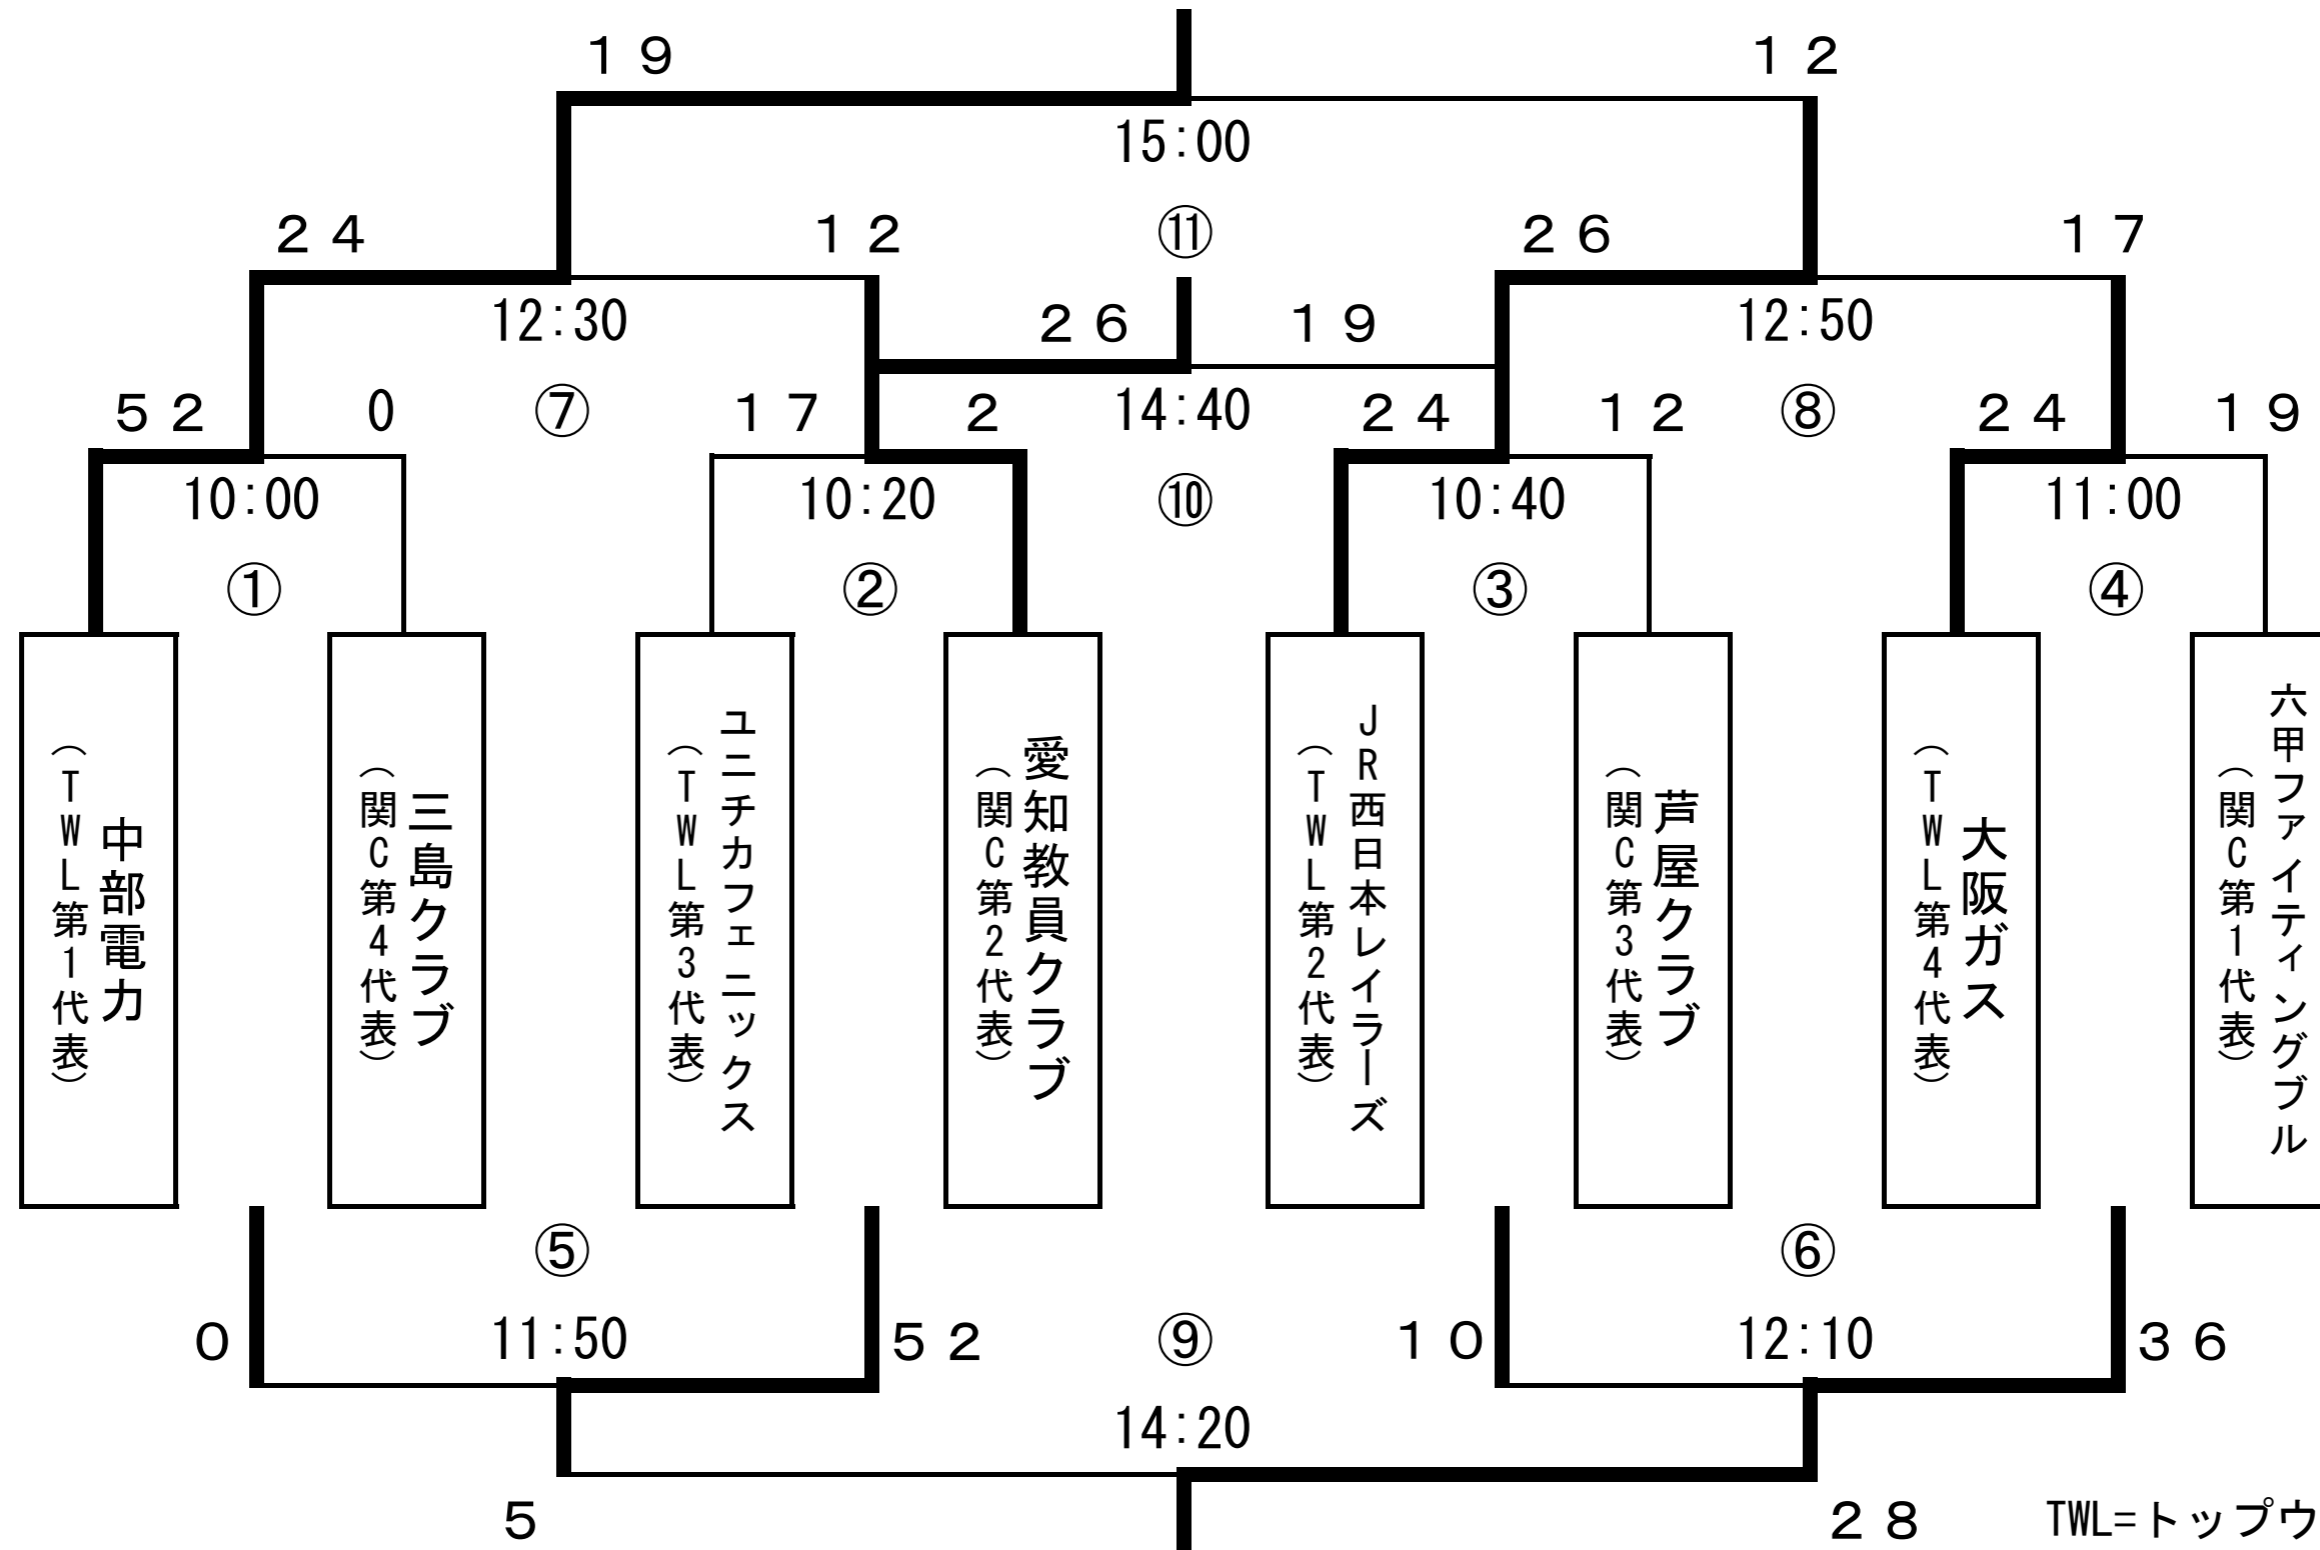 １９
１２
15:00
⑪
２４
１２
２６
１７
12:30
２６
１９
12:50
５２
0
⑦
１７
２
14:40
２４
１２
⑧
２４
１９
10:00
10:20
⑩
10:40
11:00
①
②
③
④
中部電力
（TWL第1代表）
三島クラブ
（関C第4代表）
ユニチカフェニックス
（TWL第3代表）
愛知教員クラブ
（関C第2代表）
JR西日本レイラーズ
（TWL第2代表）
芦屋クラブ
（関C第3代表）
大阪ガス
（TWL第4代表）
六甲ファイティングブル
（関C第1代表）
⑤
⑥
０
11:50
５２
⑨
１０
12:10
３６
14:20
５
２８
TWL=トップウ